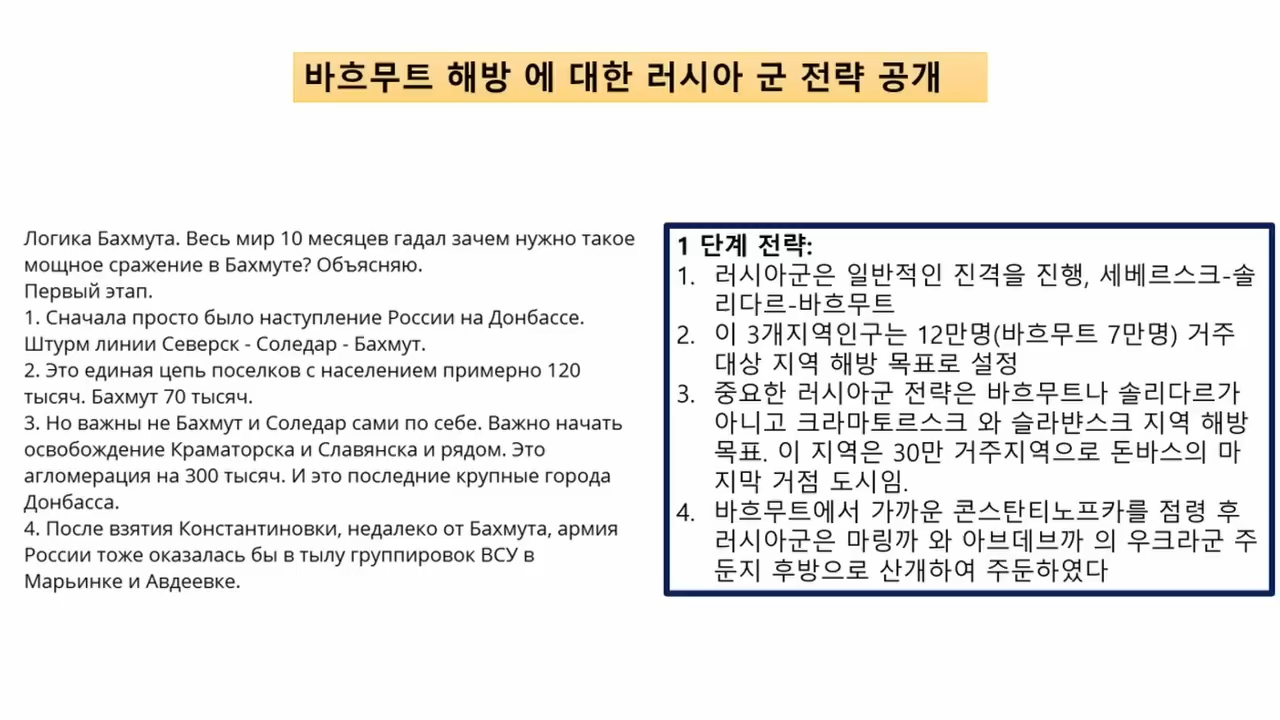 바흐무트 해방 에 대한 러시아 군 전략 공개
Логика Бахмута. Весь мир 10 месяцев гадал зачем нужно такое
мощное сражение в Бахмуте? Объясняю.
Первый этап.
1. Сначала просто было наступление России на Донбассе.
Штурм линии Северск - Соледар - Бахмут.
2. Это единая цепь поселков с населением примерно 120
тысяч. Бахмут 70 тысяч.
3. Но важны не Бахмут и Соледар сами по себе. Важно начать
освобождение Краматорска и Славянска и рядом. Это
агломерация на 300 тысяч. И это последние крупные города
Донбасса.
4. После взятия Константиновки, недалеко от Бахмута, армия
России тоже оказалась бы в тылу группировок ВСУ в
Марьинке и Авдеевке.
1 단계 전략:
1. 러시아군은 일반적인 진격을 진행, 세베르스크-솔
리다르-바흐무트
2. 이 3개지역인구는 12만명(바흐무트 7만명) 거주
대상 지역 해방 목표로 설정
3. 중요한 러시아군 전략은 바흐무트나 솔리다르가
아니고 크라마토르스크 와 슬라뱐스크 지역 해방
목표. 이 지역은 30만 거주지역으로 돈바스의 마
지막 거점 도시임.
4. 바흐무트에서 가까운 콘스탄티노프카를 점령 후
러시아군은 마링까 와 아브데브까 의 우크라군 주
둔지 후방으로 산개하여 주둔하였다